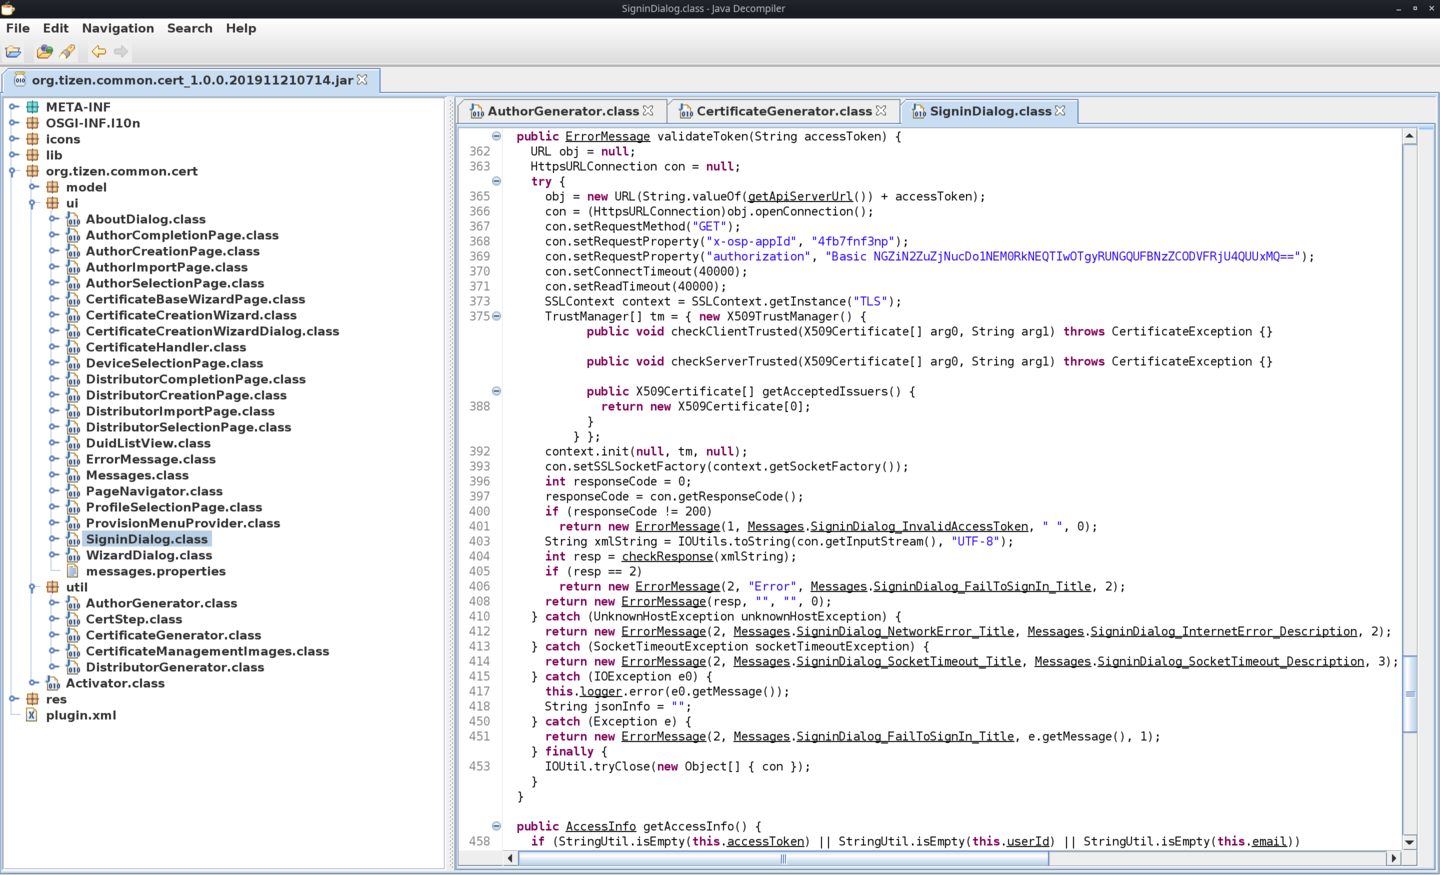 SigninDialog.class - Java Decompiler
File Edit Navigation Search Help
org.tizen.common.cert_1.0.0.201911210714.jar
META-INF
OSGI-INF.l10n
icons
lib
org.tizen.common.cert
model
ui
AboutDialog.class
AuthorCompletionPage.class
AuthorCreationPage.class
AuthorImportPage.class
AuthorSelectionPage.class
CertificateBaseWizardPage.class
CertificateCreationWizard.class
CertificateCreationWizardDialog.class
CertificateHandler.class
DeviceSelectionPage.class
DistributorCompletionPage.class
DistributorCreationPage.class
DistributorImportPage.class
DistributorSelectionPage.class
DuidListView.class
ErrorMessage.class
Messages.class
PageNavigator.class
ProfileSelectionPage.class
ProvisionMenuProvider.class
SigninDialog.class
WizardDialog.class
messages.properties
util
AuthorGenerator.class
CertStep.class
CertificateGenerator.class
CertificateManagementImages.class
DistributorGenerator.class
Activator.class
res
plugin.xml
AuthorGenerator.class CertificateGenerator.class SigninDialog.class
public ErrorMessage validateToken(String accessToken) {
362 URL obj = null;
363 HttpsURLConnection con = null;
try {
365 obj = new URL(String.valueOf(getApiServerUrl()) + accessToken);
366 con = (HttpsURLConnection)obj.openConnection();
367 con.setRequestMethod("GET");
368 con.setRequestProperty("x-osp-appId", "4fb7fnf3np");
369 con.setRequestProperty("authorization", "Basic NGZiN2ZuZjNucDo1NEM0RkNEQTIwOTgyRUNGQUFBNzZCODVFRjU4QUUxMQ==");
370 con.setConnectTimeout(40000);
371 con.setReadTimeout(40000);
373 SSLContext context = SSLContext.getInstance("TLS");
375 TrustManager[] tm = { new X509TrustManager() {
public void checkClientTrusted(X509Certificate[] arg0, String arg1) throws CertificateException {}
public void checkServerTrusted(X509Certificate[] arg0, String arg1) throws CertificateException {}
public X509Certificate[] getAcceptedIssuers() {
388 return new X509Certificate[0];
}
} };
392 context.init(null, tm, null);
393 con.setSSLSocketFactory(context.getSocketFactory());
396 int responseCode = 0;
397 responseCode = con.getResponseCode();
400 if (responseCode != 200)
401 return new ErrorMessage(1, Messages.SigninDialog_InvalidAccessToken, " ", 0);
403 String xmlString = IOUtils.toString(con.getInputStream(), "UTF-8");
404 int resp = checkResponse(xmlString);
405 if (resp == 2)
406 return new ErrorMessage(2, "Error", Messages.SigninDialog_FailToSignIn_Title, 2);
408 return new ErrorMessage(resp, "", "", 0);
410 } catch (UnknownHostException unknownHostException) {
412 return new ErrorMessage(2, Messages.SigninDialog_NetworkError_Title, Messages.SigninDialog_InternetError_Description, 2);
413 } catch (SocketTimeoutException socketTimeoutException) {
414 return new ErrorMessage(2, Messages.SigninDialog_SocketTimeout_Title, Messages.SigninDialog_SocketTimeout_Description, 3);
415 } catch (IOException e0) {
417 this.logger.error(e0.getMessage());
418 String jsonInfo = "";
450 } catch (Exception e) {
451 return new ErrorMessage(2, Messages.SigninDialog_FailToSignIn_Title, e.getMessage(), 1);
} finally {
453 IOUtil.tryClose(new Object[] { con });
}
}
public AccessInfo getAccessInfo() {
458 if (StringUtil.isEmpty(this.accessToken) || StringUtil.isEmpty(this.userId) || StringUtil.isEmpty(this.email))